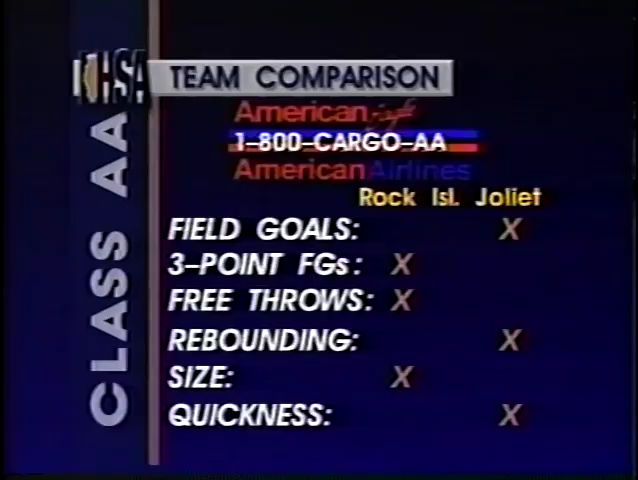 IHSA TEAM COMPARISON
CLASS AA
American
1-800-CARGO-AA
American Airlines
Rock Isl. Joliet
FIELD GOALS: X
3-POINT FGs: X
FREE THROWS: X
REBOUNDING: X
SIZE: X
QUICKNESS: X